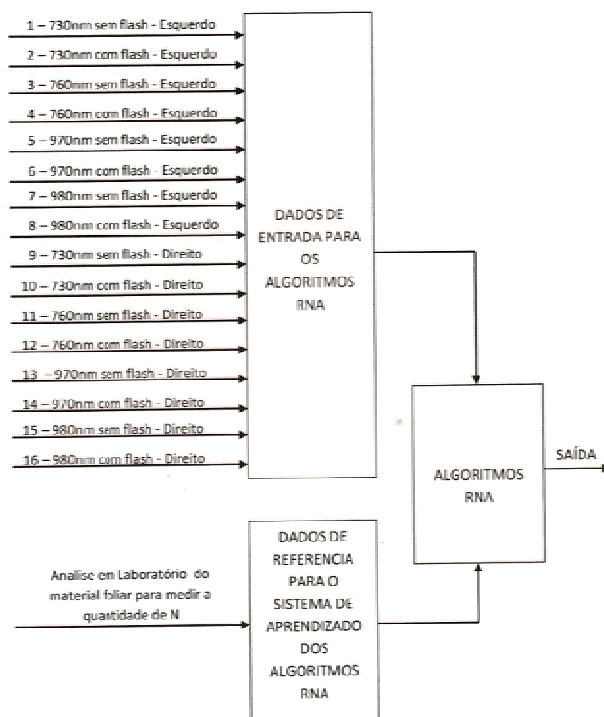 1 – 730nm sem flash - Esquerdo
2 – 730nm com flash - Esquerdo
3 – 760nm sem flash - Esquerdo
4 – 760nm com flash - Esquerdo
5 – 970nm sem flash - Esquerdo
6 – 970nm com flash - Esquerdo
7 – 980nm sem flash - Esquerdo
8 – 980nm com flash - Esquerdo
9 – 730nm sem flash - Direito
10 – 730nm com flash - Direito
11 – 760nm sem flash - Direito
12 – 760nm com flash - Direito
13 – 970nm sem flash - Direito
14 – 970nm com flash - Direito
15 – 980nm sem flash - Direito
16 – 980nm com flash - Direito
DADOS DE
ENTRADA PARA
OS
ALGORITMOS
RNA
Analise em Laboratório do
material foliar para medir a
quantidade de N
DADOS DE
REFERENCIA
PARA O
SISTEMA DE
APRENDIZADO
DOS
ALGORITMOS
RNA
ALGORITMOS
RNA
SAÍDA